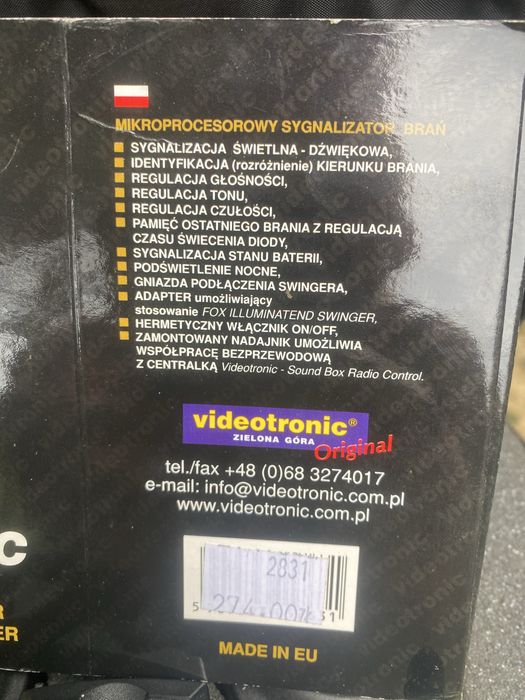 MIKROPROCESOROWY SYGNALIZATOR BRAŃ
SYGNALIZACJA ŚWIETLNA - DŹWIĘKOWA,
IDENTYFIKACJA (rozróżnienie) KIERUNKU BRANIA,
REGULACJA GŁOŚNOŚCI,
REGULACJA TONU,
REGULACJA CZUŁOŚCI,
PAMIĘĆ OSTATNIEGO BRANIA Z REGULACJĄ
CZASU ŚWIECENIA DIODY,
SYGNALIZACJA STANU BATERII,
PODŚWIETLENIE NOCNE,
GNIAZDA PODŁĄCZENIA SWINGERA,
ADAPTER umożliwiający
stosowanie FOX ILLUMINATEND SWINGER,
HERMETYCZNY WŁĄCZNIK ON/OFF,
ZAMONTOWANY NADAJNIK UMOŻLIWIA
WSPÓŁPRACĘ BEZPRZEWODOWĄ
Z CENTRALKĄ Videotronic - Sound Box Radio Control.
videotronic®
ZIELONA GÓRA
Original
tel./fax +48 (0)68 3274017
e-mail: info@videotronic.com.pl
www.videotronic.com.pl
2831
MADE IN EU
C
R
ER